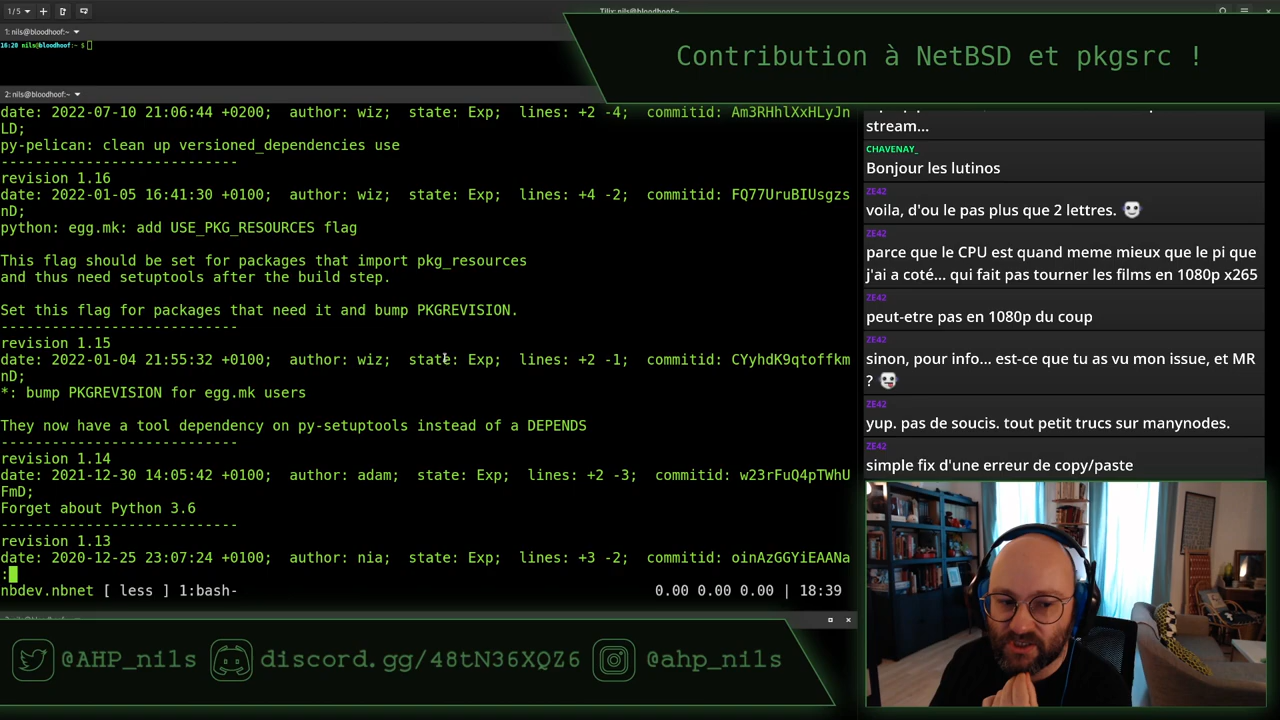 1/5
Tilix: nils@bloodhoof:~
1: nils@bloodhoof:~
16:20 nils@bloodhoof:~ $
Contribution à NetBSD et pkgsrc !
2: nils@bloodhoof:~
date: 2022-07-10 21:06:44 +0200;  author: wiz;  state: Exp;  lines: +2 -4;  commitid: Am3RHhlXxHLyJn
LD;
py-pelican: clean up versioned_dependencies use
----------------------------
revision 1.16
date: 2022-01-05 16:41:30 +0100;  author: wiz;  state: Exp;  lines: +4 -2;  commitid: FQ77UruBIUsgzs
nD;
python: egg.mk: add USE_PKG_RESOURCES flag
This flag should be set for packages that import pkg_resources
and thus need setuptools after the build step.
Set this flag for packages that need it and bump PKGREVISION.
----------------------------
revision 1.15
date: 2022-01-04 21:55:32 +0100;  author: wiz;  state: Exp;  lines: +2 -1;  commitid: CYyhdK9qtoffkm
nD;
*: bump PKGREVISION for egg.mk users
They now have a tool dependency on py-setuptools instead of a DEPENDS
----------------------------
revision 1.14
date: 2021-12-30 14:05:42 +0100;  author: adam;  state: Exp;  lines: +2 -3;  commitid: w23rFuQ4pTWhU
FmD;
Forget about Python 3.6
----------------------------
revision 1.13
date: 2020-12-25 23:07:24 +0100;  author: nia;  state: Exp;  lines: +3 -2;  commitid: oinAzGGYiEAANa
:
nbdev.nbnet [ less ] 1:bash- 0.00 0.00 0.00 | 18:39
stream...
CHAVENAY_
Bonjour les lutinos
ZE42
voila, d'ou le pas plus que 2 lettres.
ZE42
parce que le CPU est quand meme mieux que le pi que
j'ai a coté... qui fait pas tourner les films en 1080p x265
ZE42
peut-etre pas en 1080p du coup
ZE42
sinon, pour info... est-ce que tu as vu mon issue, et MR
?
ZE42
yup. pas de soucis. tout petit trucs sur manynodes.
ZE42
simple fix d'une erreur de copy/paste
@AHP_nils
discord.gg/48tN36XQZ6
@ahp_nils